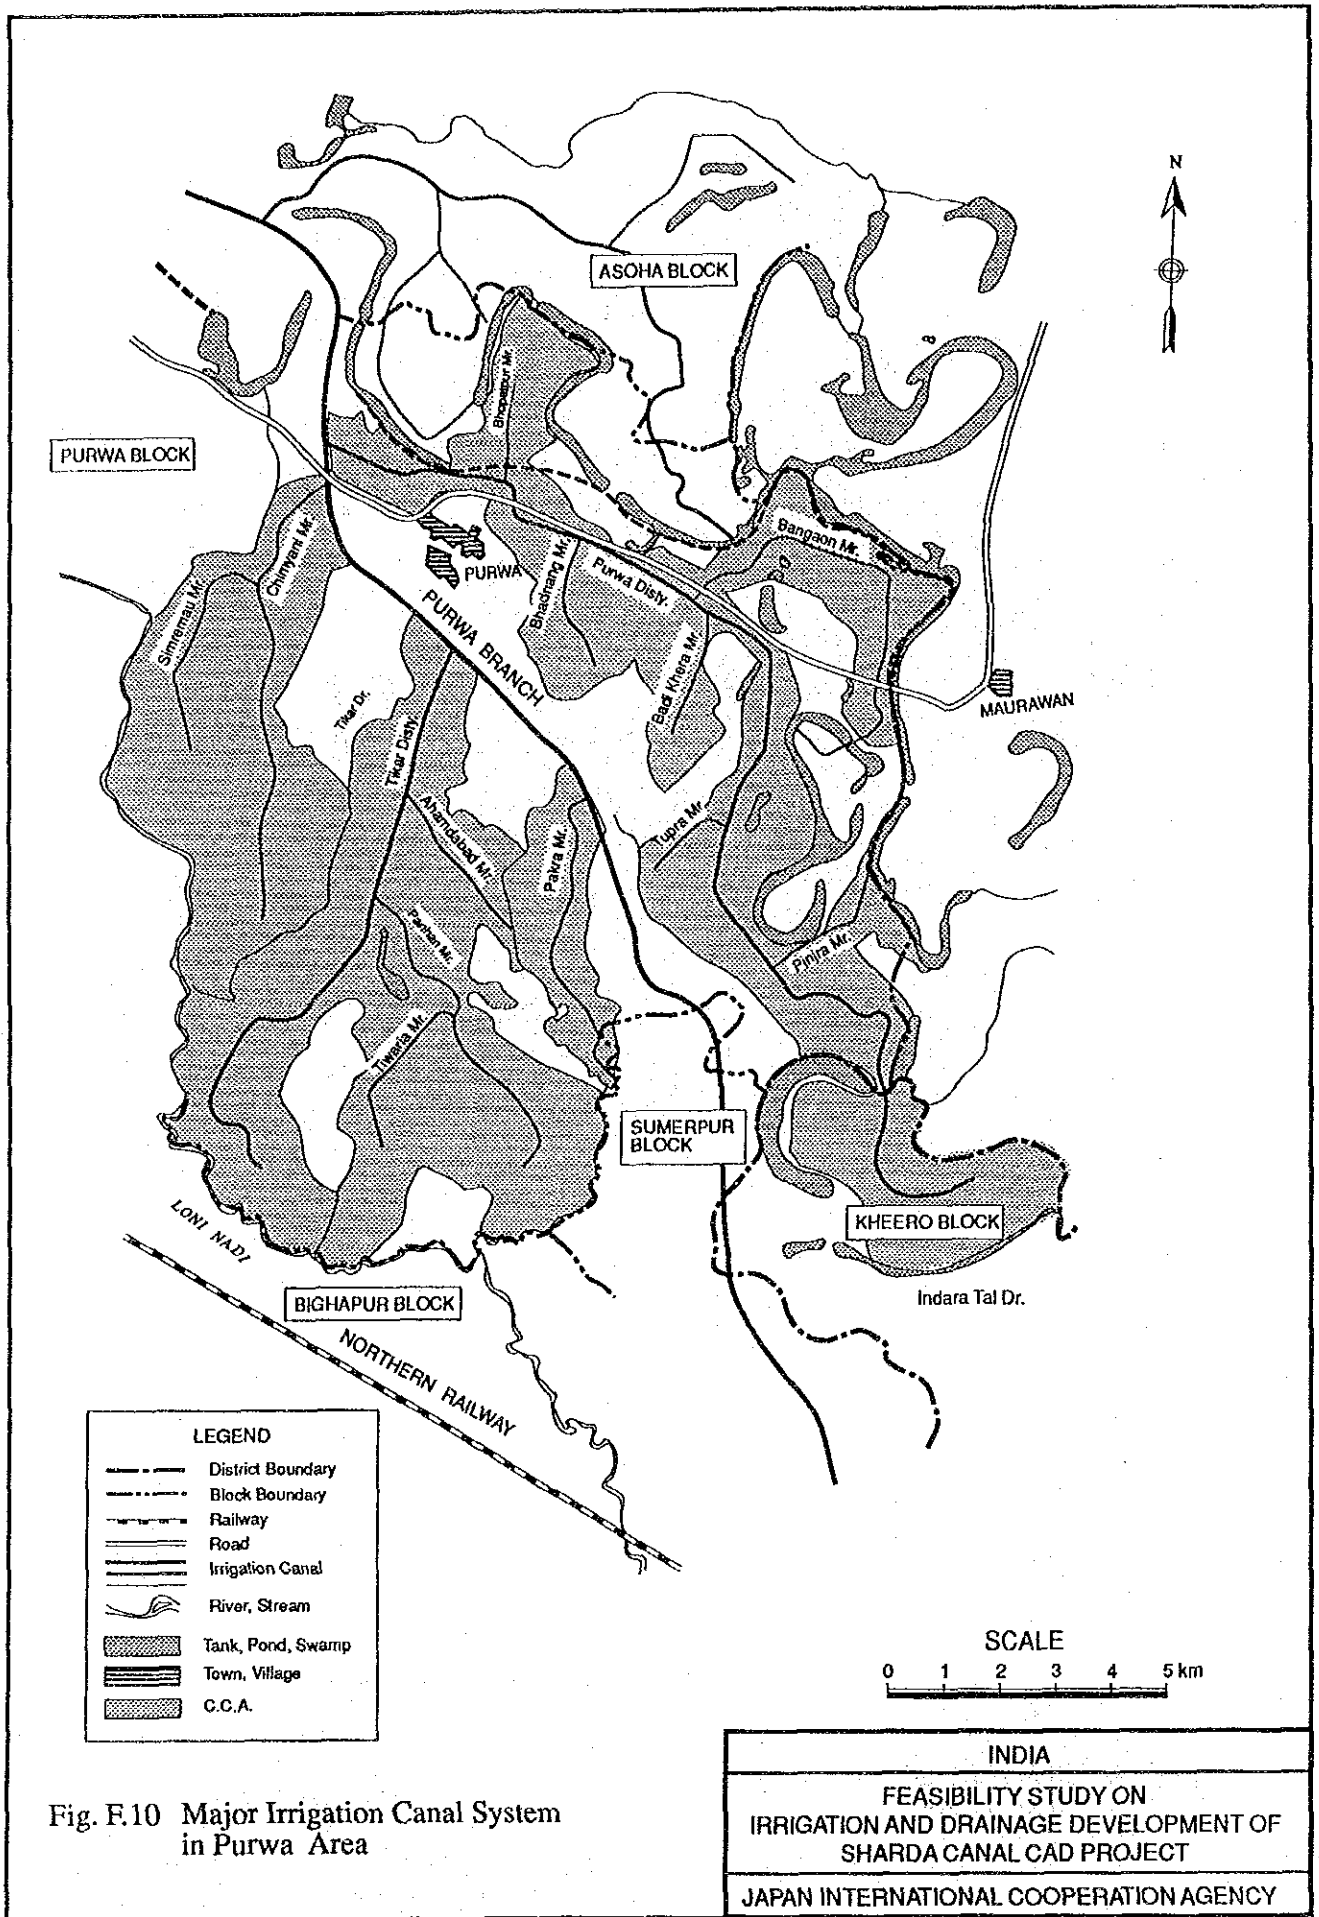 N
ASOHA BLOCK
Bhopatpur Mr.
PURWA BLOCK
Bangaon Mr.
PURWA
Bhadnang Mr.
Purwa Disty.
Simremau Mr.
PURWA BRANCH
Badi Khera Mr.
MAURAWAN
Tikar Dr.
Tikar Disty.
Ahamdabad Mr.
Pakra Mr.
Tupra Mr.
Panhan Mr.
Pinjra Mr.
Tiwaria Mr.
SUMERPUR
BLOCK
KHEERO BLOCK
LONI NADI
Indara Tal Dr.
BIGHAPUR BLOCK
NORTHERN RAILWAY
LEGEND
District Boundary
Block Boundary
Railway
Road
Irrigation Canal
River, Stream
Tank, Pond, Swamp
Town, Village
C.C.A.
SCALE
0 1 2 3 4 5 km
INDIA
FEASIBILITY STUDY ON
IRRIGATION AND DRAINAGE DEVELOPMENT OF
SHARDA CANAL CAD PROJECT
JAPAN INTERNATIONAL COOPERATION AGENCY
Fig. F.10 Major Irrigation Canal System
in Purwa Area